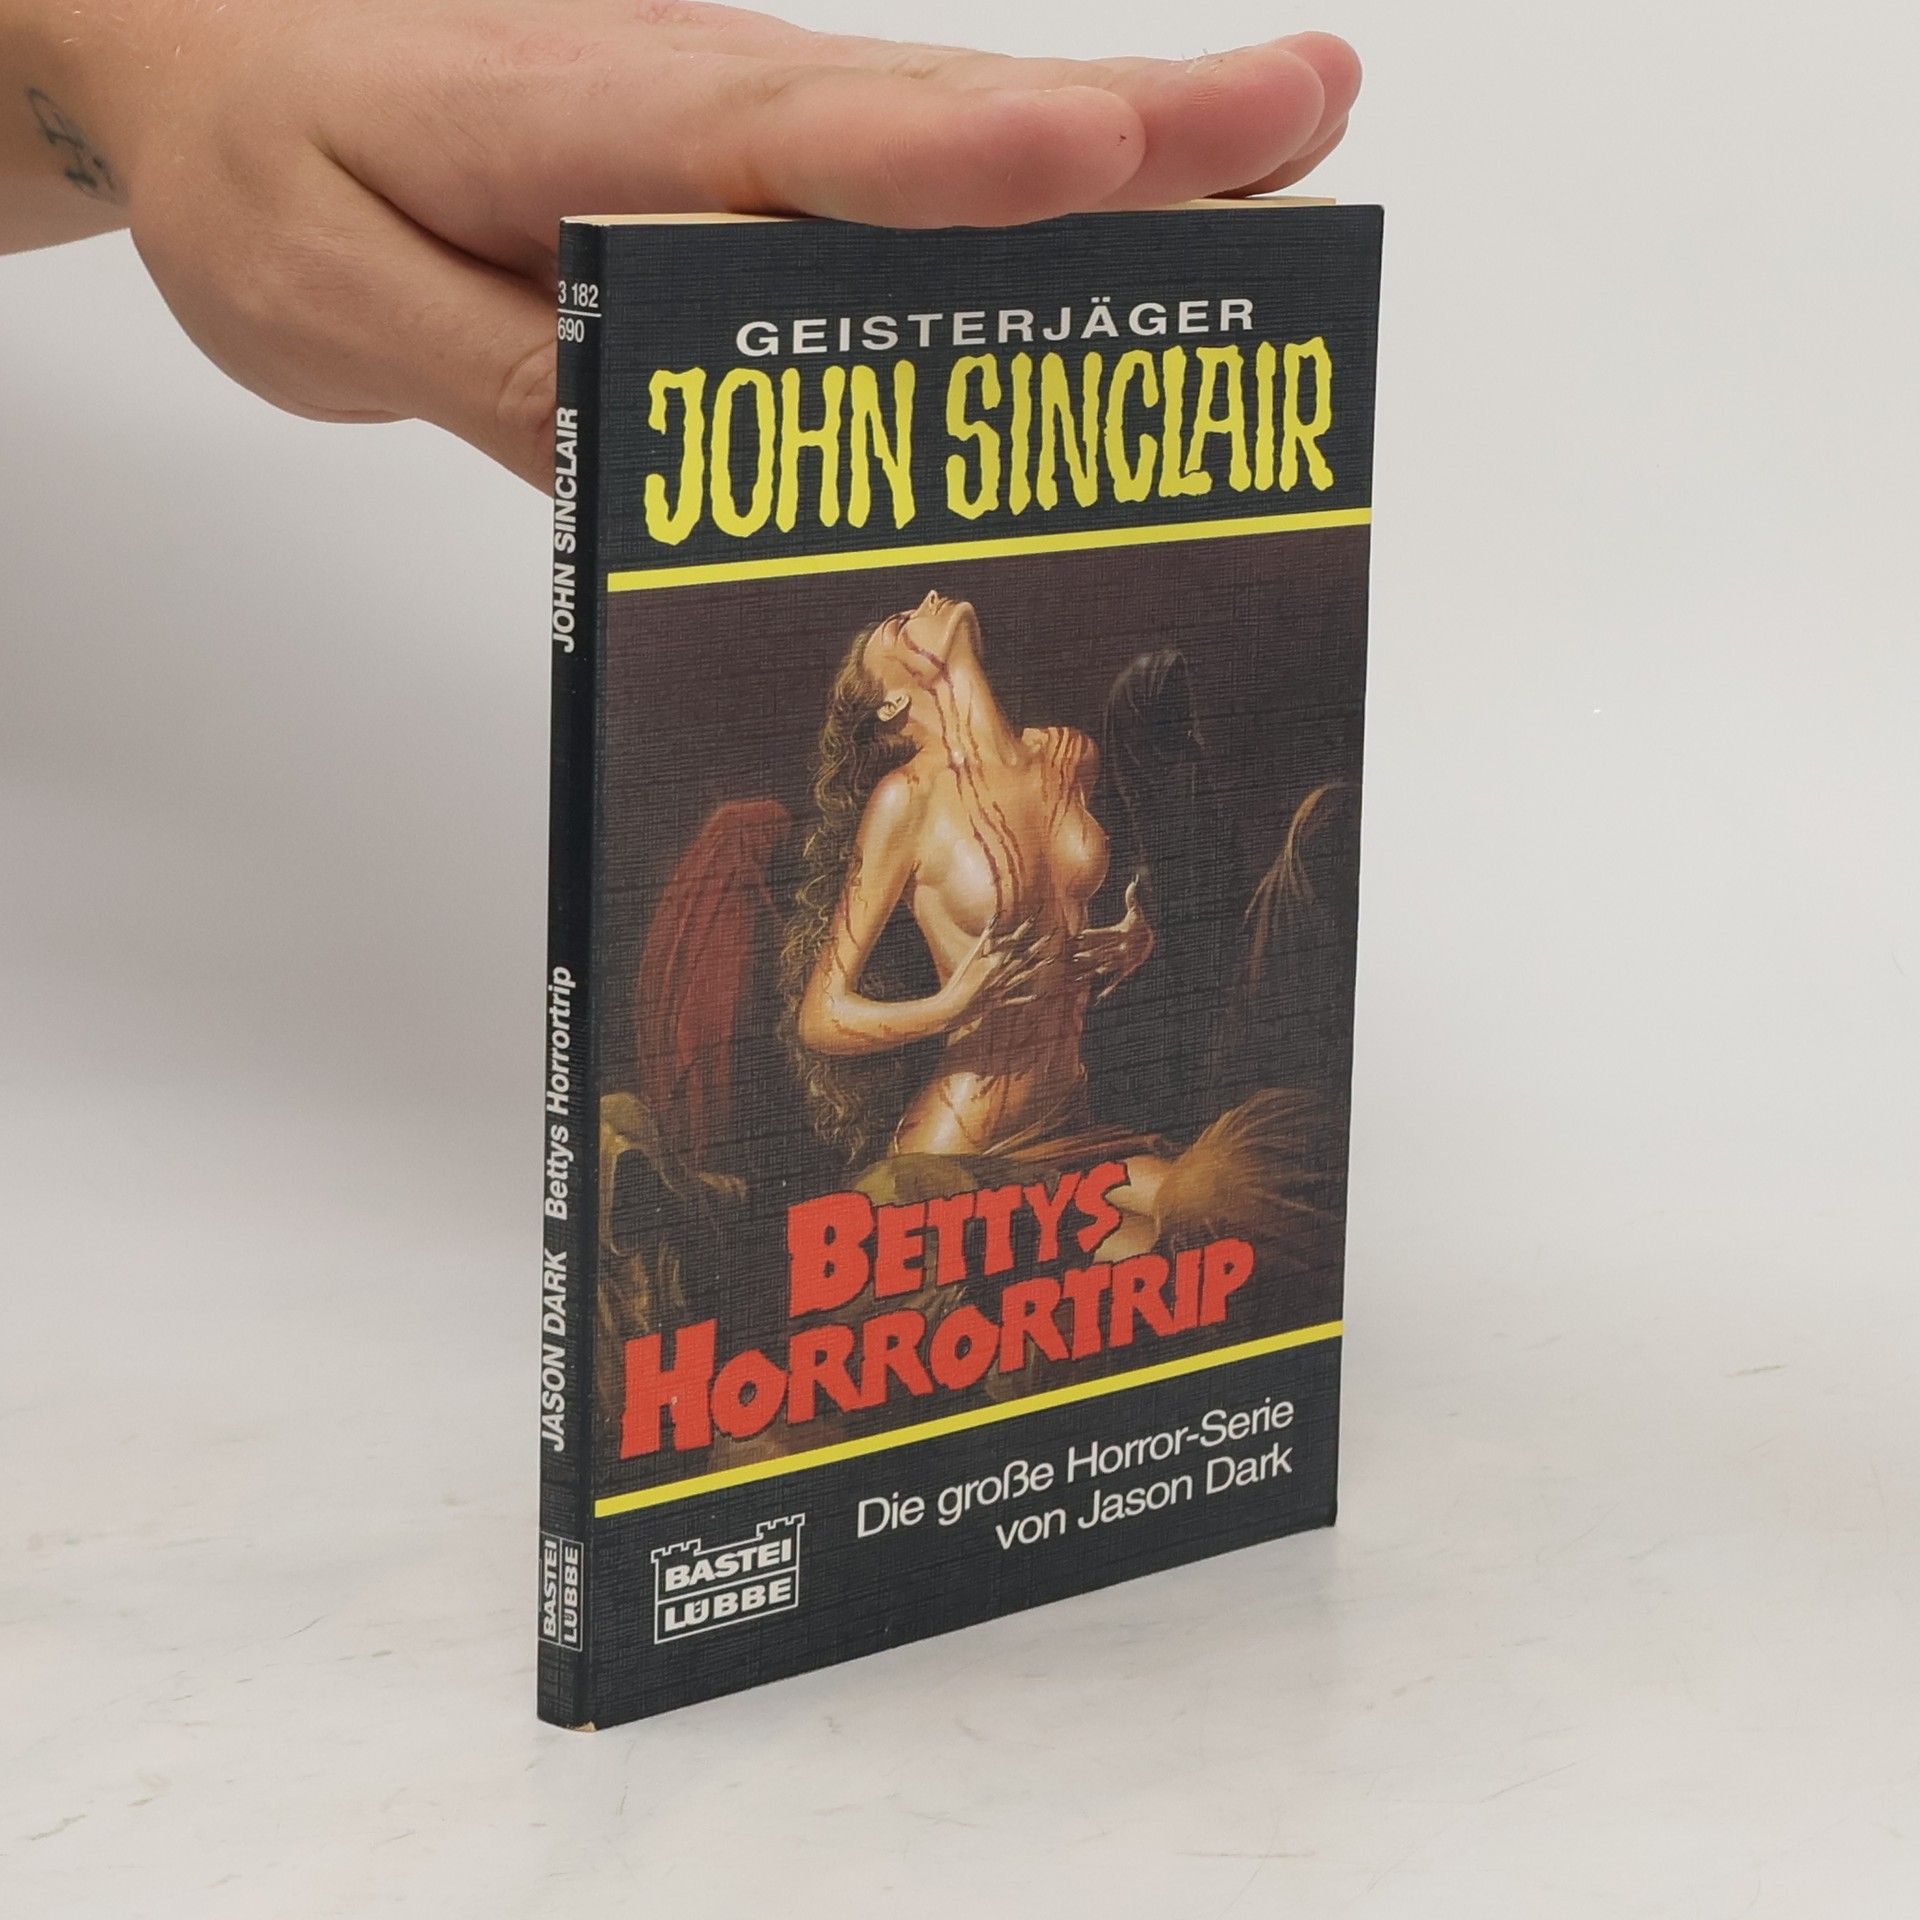 GEISTERJÄGER
JOHN SINCLAIR
BETTYS
HORRORTRIP
Die große Horror-Serie
von Jason Dark
BASTEI
LÜBBE
3 182
690
JASON DARK Bettys Horrortrip JOHN SINCLAIR
BASTEI
LÜBBE